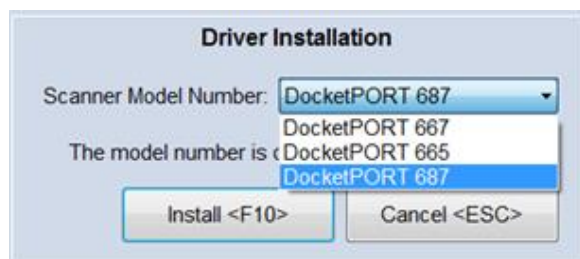 Driver Installation
Scanner Model Number: DocketPORT 687
DocketPORT 667
The model number is DocketPORT 665
DocketPORT 687
Install <F10> Cancel <ESC>